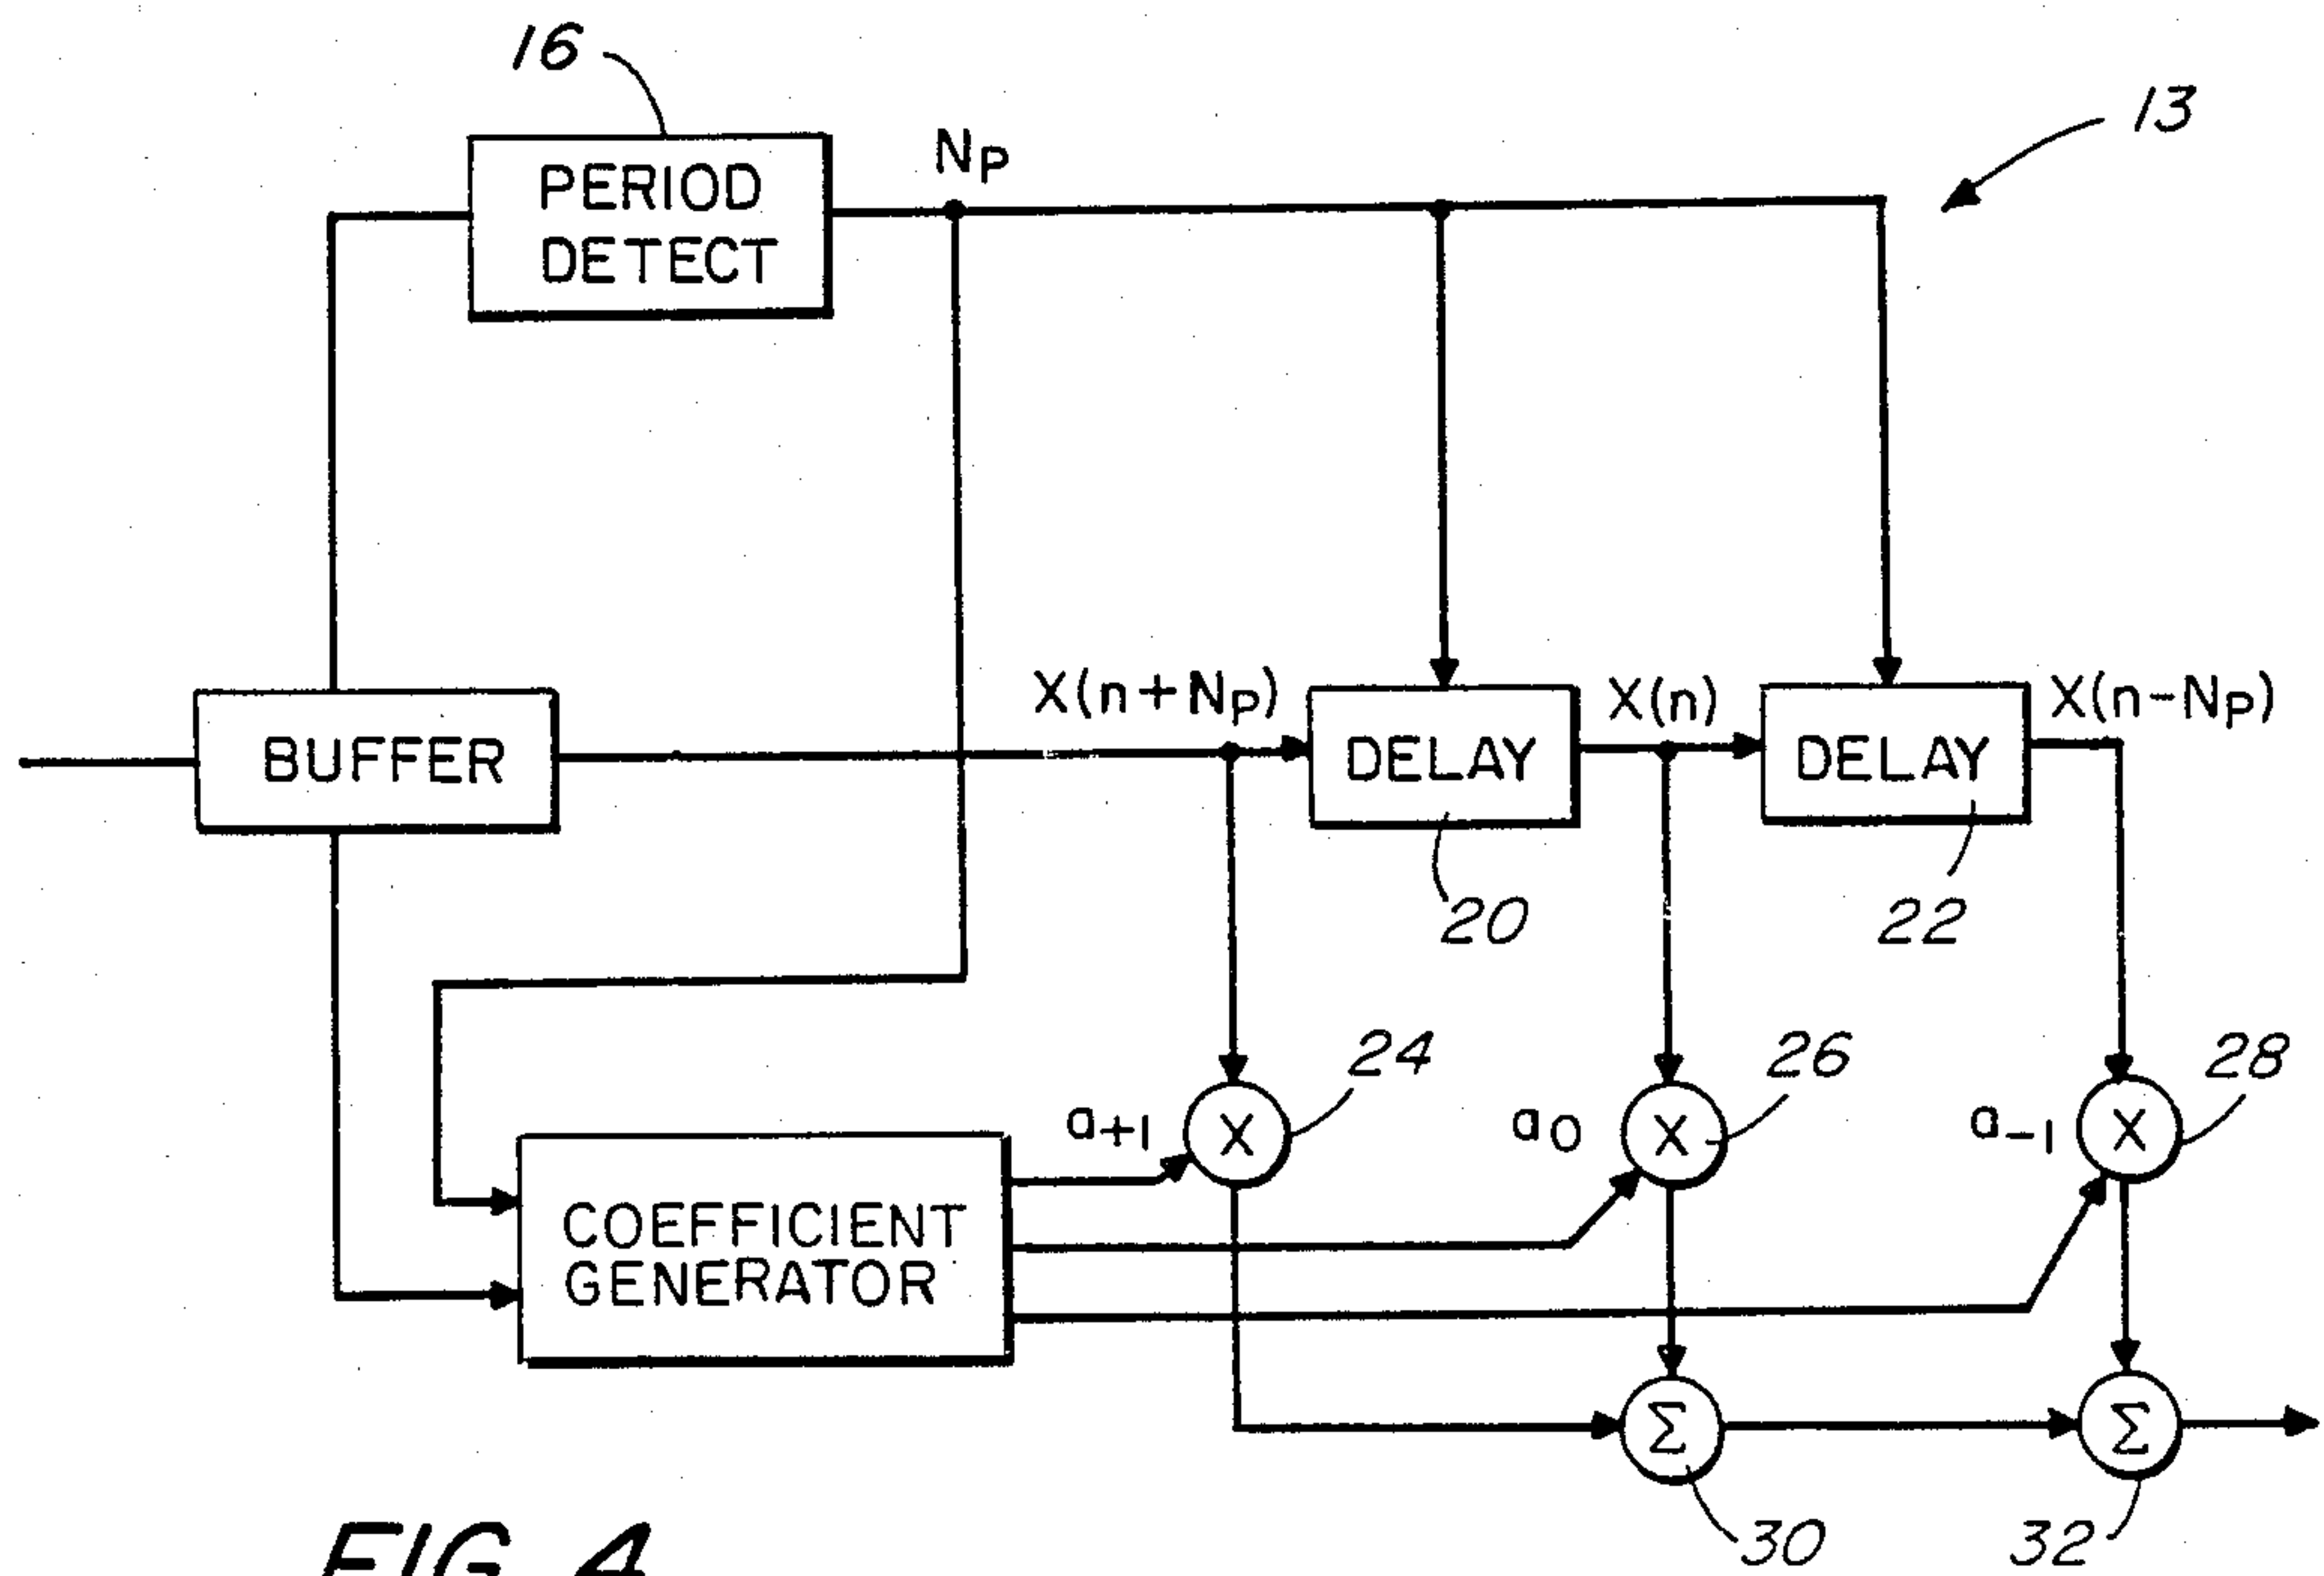 16
13
PERIOD
DETECT
Np
X(n+Np)
X(n)
X(n-Np)
BUFFER
DELAY
DELAY
20
22
24
26
28
a+1
a0
a-1
X
X
X
COEFFICIENT
GENERATOR
Σ
Σ
30
32
FIG. 4